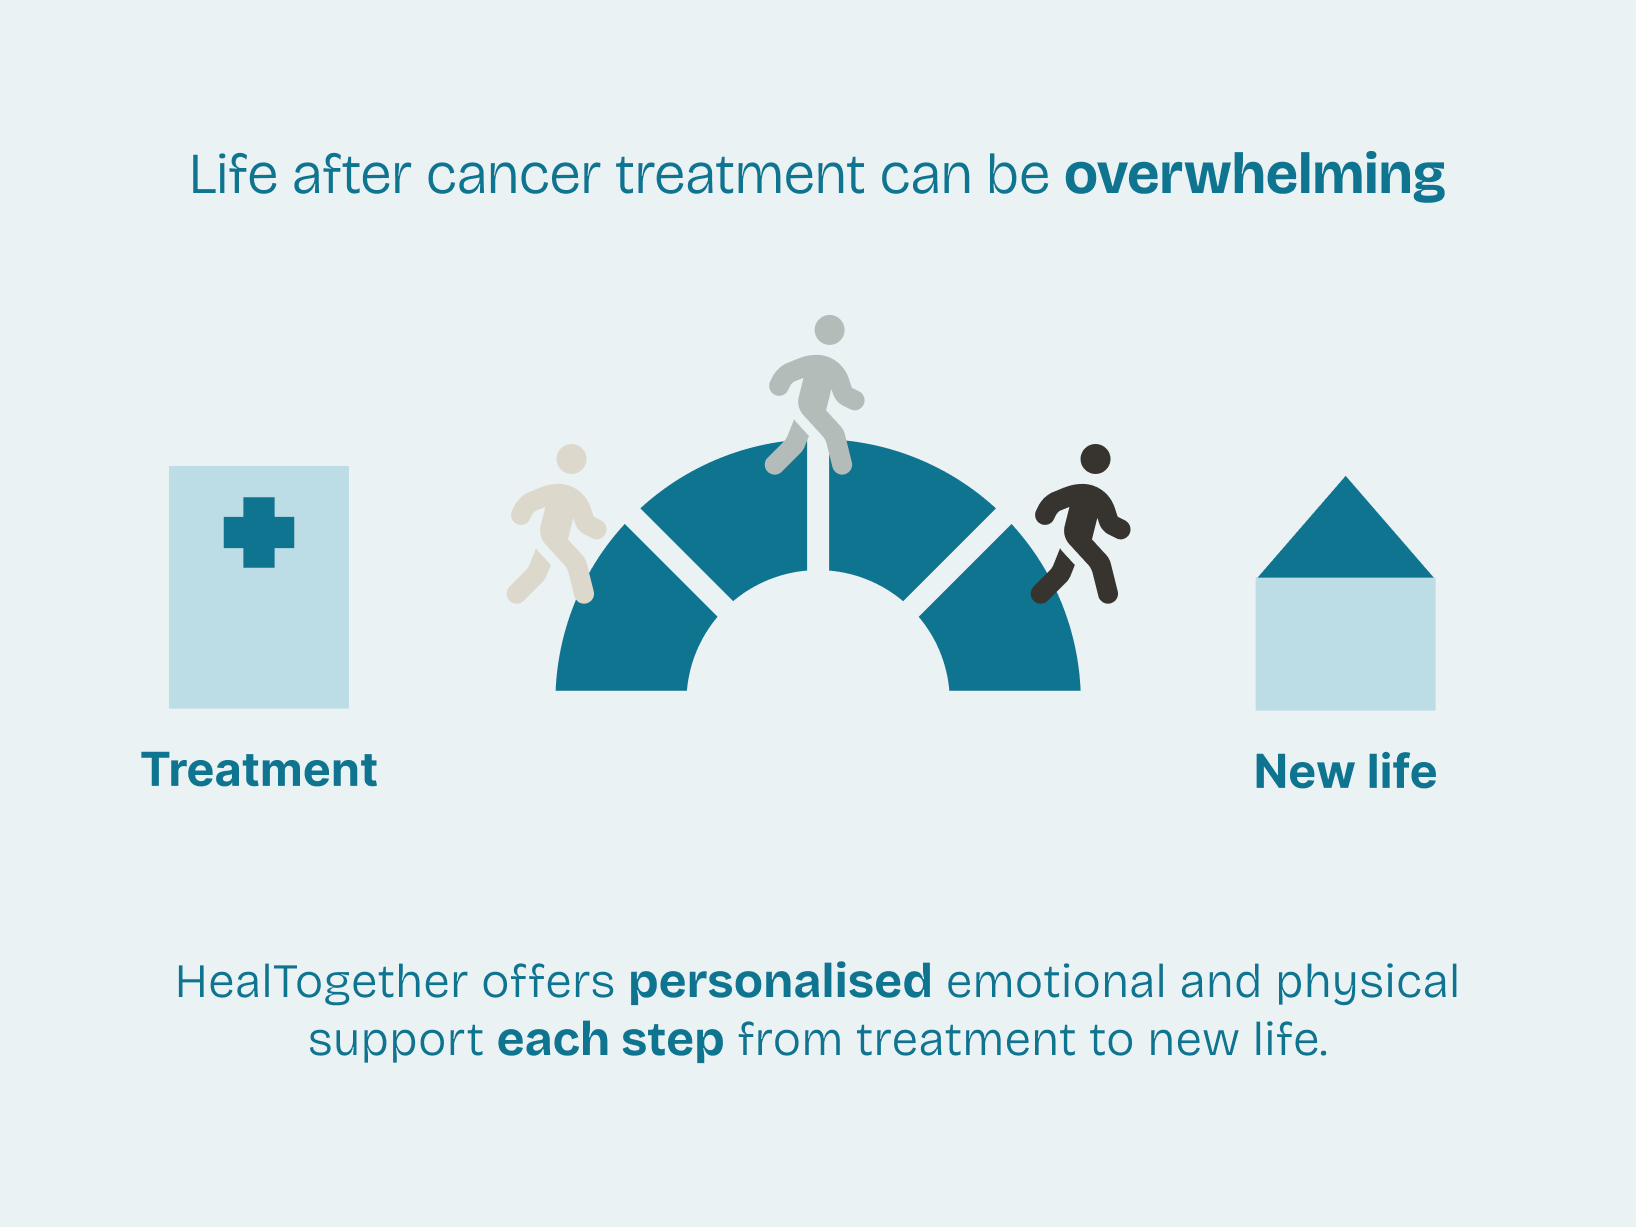 Life after cancer treatment can be overwhelming
Treatment
New life
HealTogether offers personalised emotional and physical
support each step from treatment to new life.